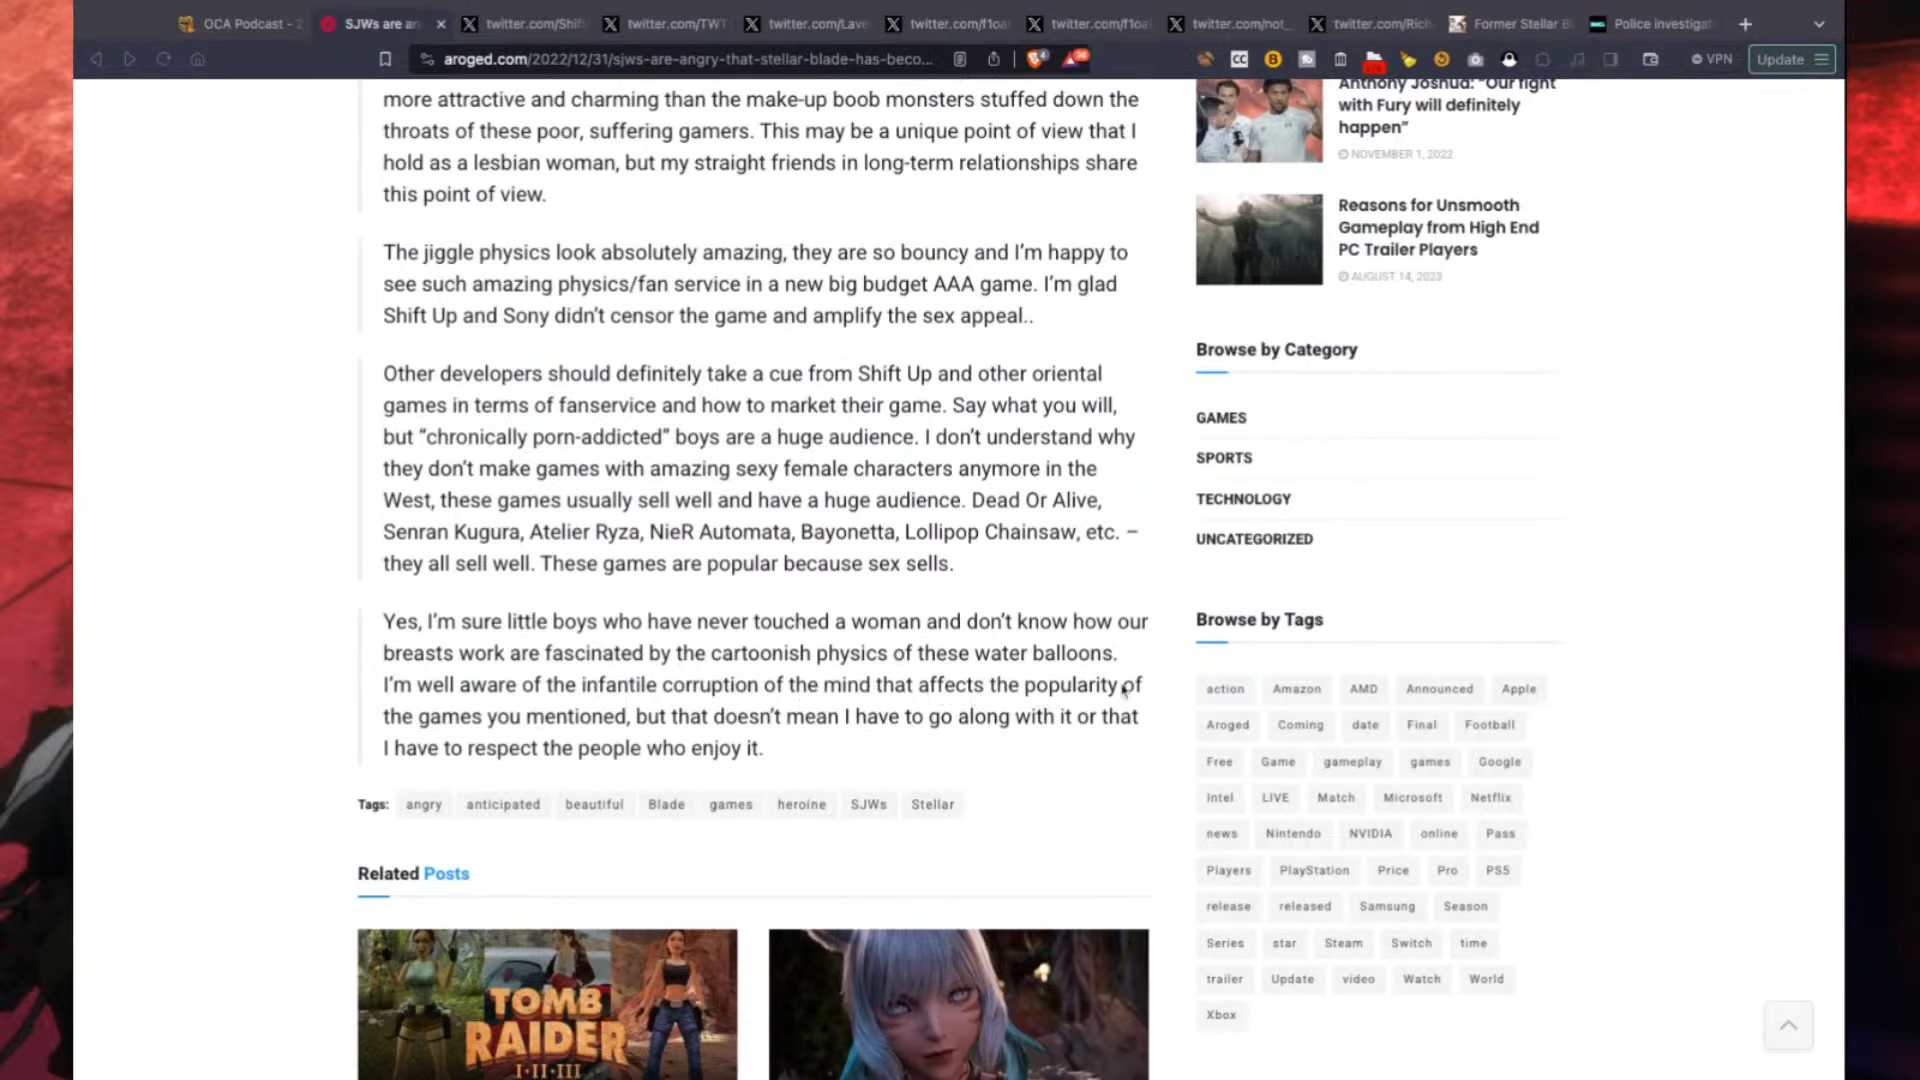 OCA Podcast - 2
SJWs are an
twitter.com/Shif
twitter.com/TWT
twitter.com/Lave
twitter.com/f1oa
twitter.com/f1oa
twitter.com/not_
twitter.com/Rich
Former Stellar B
Police investigat
aroged.com/2022/12/31/sjws-are-angry-that-stellar-blade-has-beco...
VPN
Update
more attractive and charming than the make-up boob monsters stuffed down the
throats of these poor, suffering gamers. This may be a unique point of view that I
hold as a lesbian woman, but my straight friends in long-term relationships share
this point of view.
The jiggle physics look absolutely amazing, they are so bouncy and I'm happy to
see such amazing physics/fan service in a new big budget AAA game. I'm glad
Shift Up and Sony didn't censor the game and amplify the sex appeal..
Other developers should definitely take a cue from Shift Up and other oriental
games in terms of fanservice and how to market their game. Say what you will,
but “chronically porn-addicted” boys are a huge audience. I don't understand why
they don't make games with amazing sexy female characters anymore in the
West, these games usually sell well and have a huge audience. Dead Or Alive,
Senran Kugura, Atelier Ryza, NieR Automata, Bayonetta, Lollipop Chainsaw, etc. –
they all sell well. These games are popular because sex sells.
Yes, I'm sure little boys who have never touched a woman and don't know how our
breasts work are fascinated by the cartoonish physics of these water balloons.
I'm well aware of the infantile corruption of the mind that affects the popularity of
the games you mentioned, but that doesn't mean I have to go along with it or that
I have to respect the people who enjoy it.
Tags: angry anticipated beautiful Blade games heroine SJWs Stellar
Related Posts
TOMB
RAIDER
I·II·III
Anthony Joshua: “Our fight
with Fury will definitely
happen”
NOVEMBER 1, 2022
Reasons for Unsmooth
Gameplay from High End
PC Trailer Players
AUGUST 14, 2023
Browse by Category
GAMES
SPORTS
TECHNOLOGY
UNCATEGORIZED
Browse by Tags
action Amazon AMD Announced Apple
Aroged Coming date Final Football
Free Game gameplay games Google
Intel LIVE Match Microsoft Netflix
news Nintendo NVIDIA online Pass
Players PlayStation Price Pro PS5
release released Samsung Season
Series star Steam Switch time
trailer Update video Watch World
Xbox